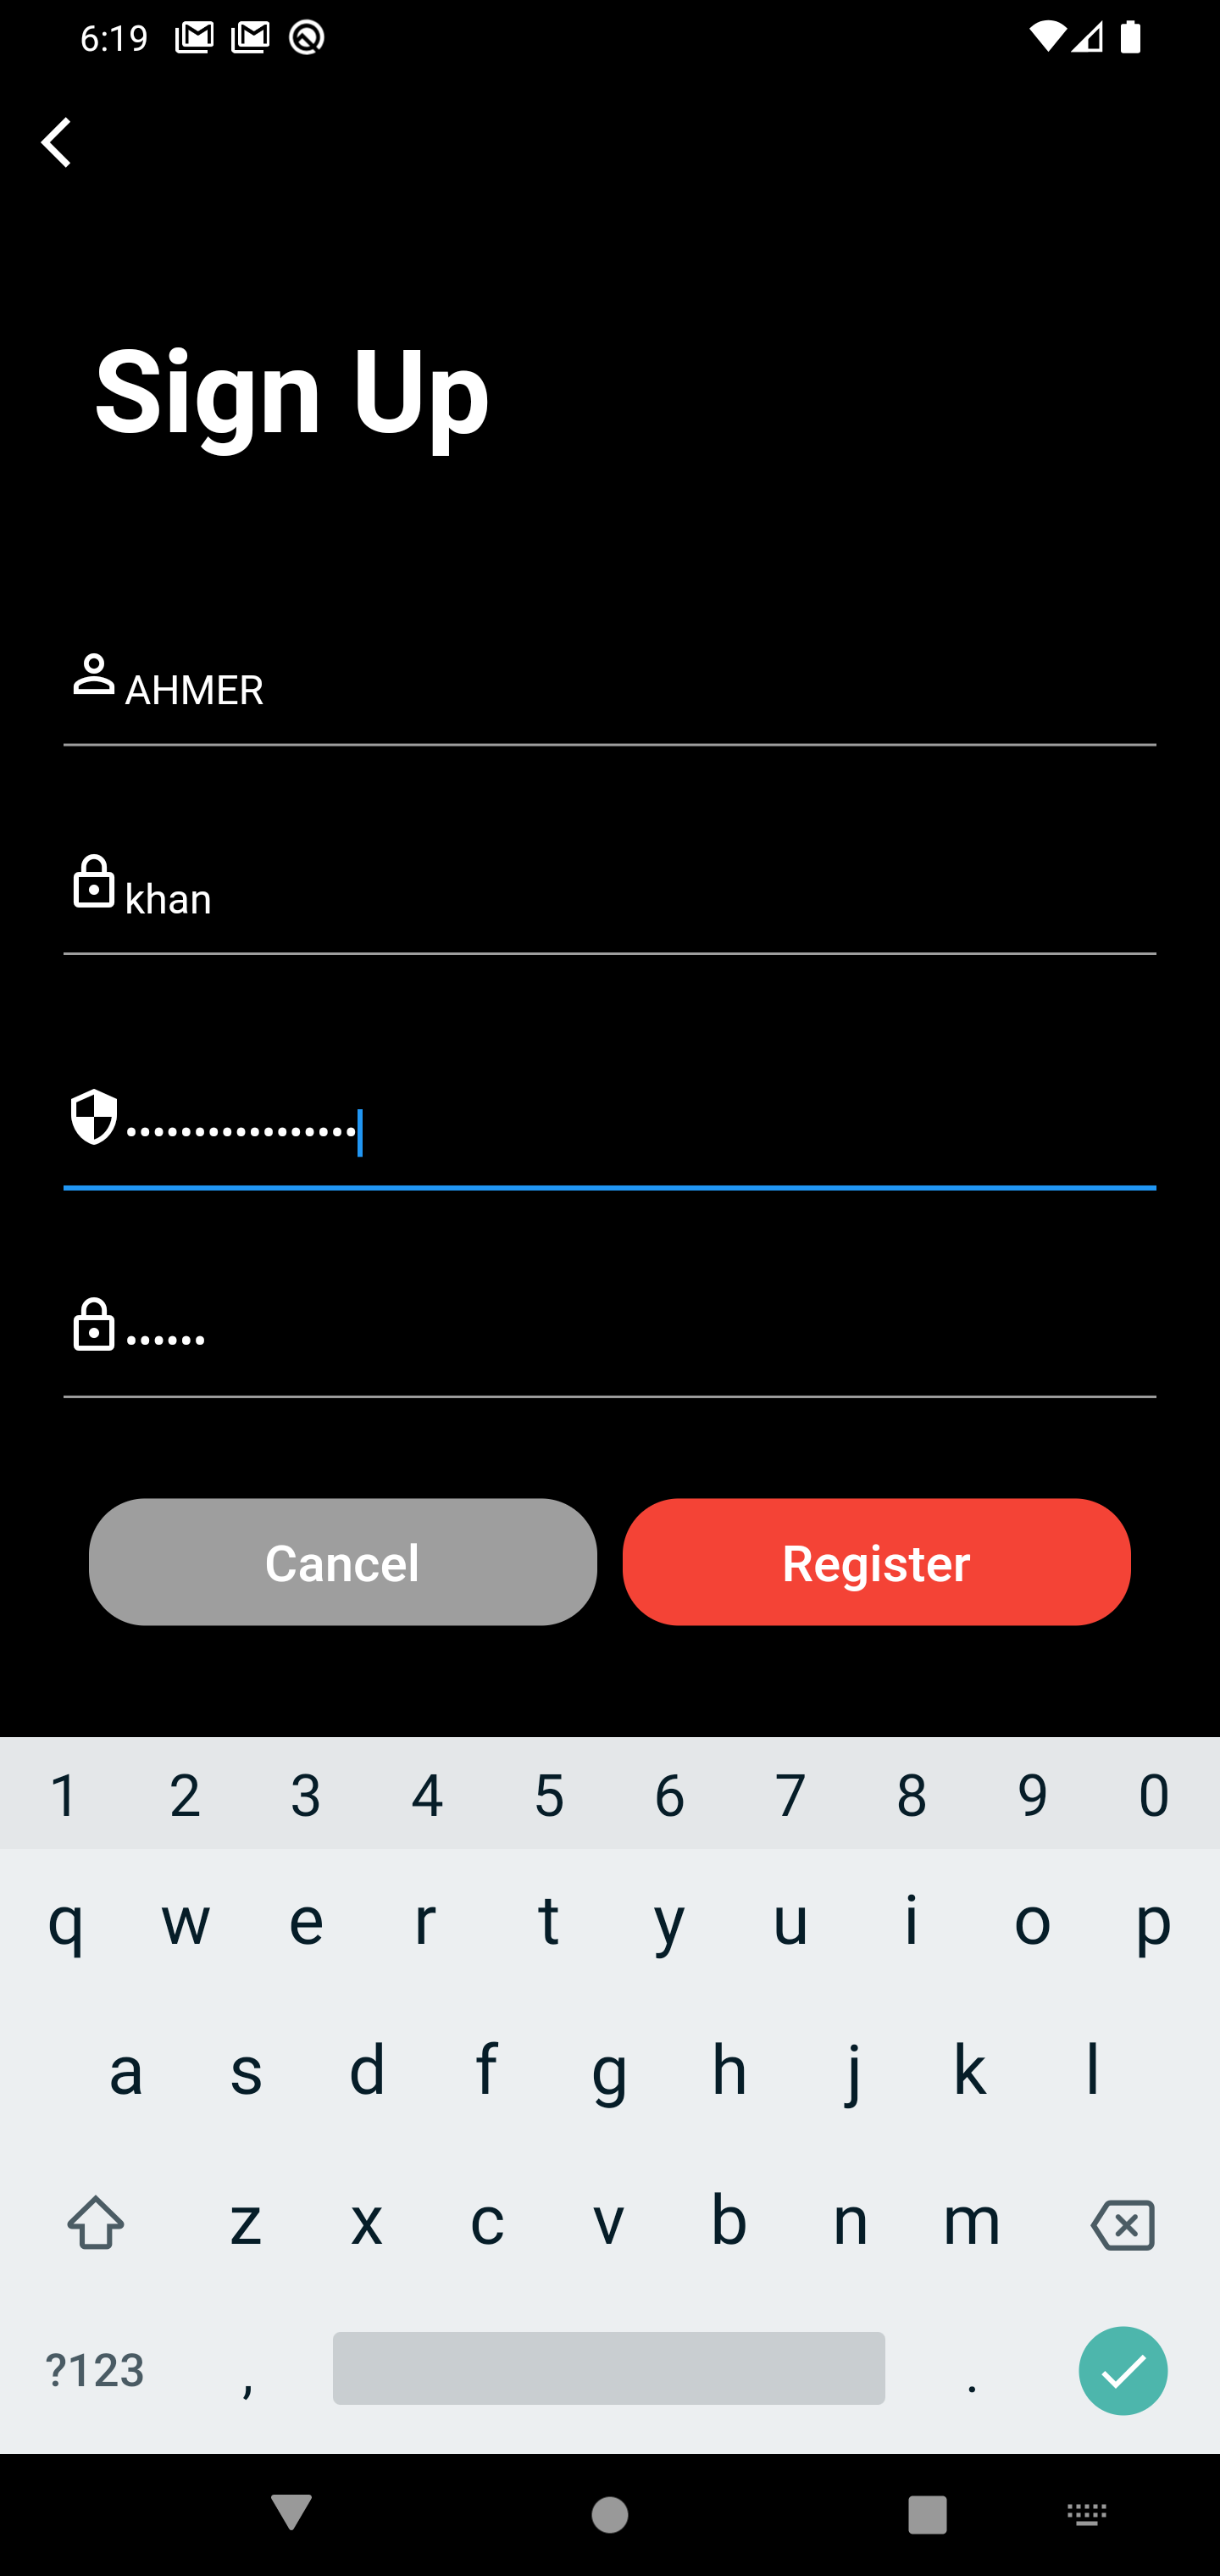 6:19
Sign Up
AHMER
khan
•••••••••••••••••
••••••
Cancel Register
1 2 3 4 5 6 7 8 9 0
q w e r t y u i o p
a s d f g h j k l
z x c v b n m
?123 , .